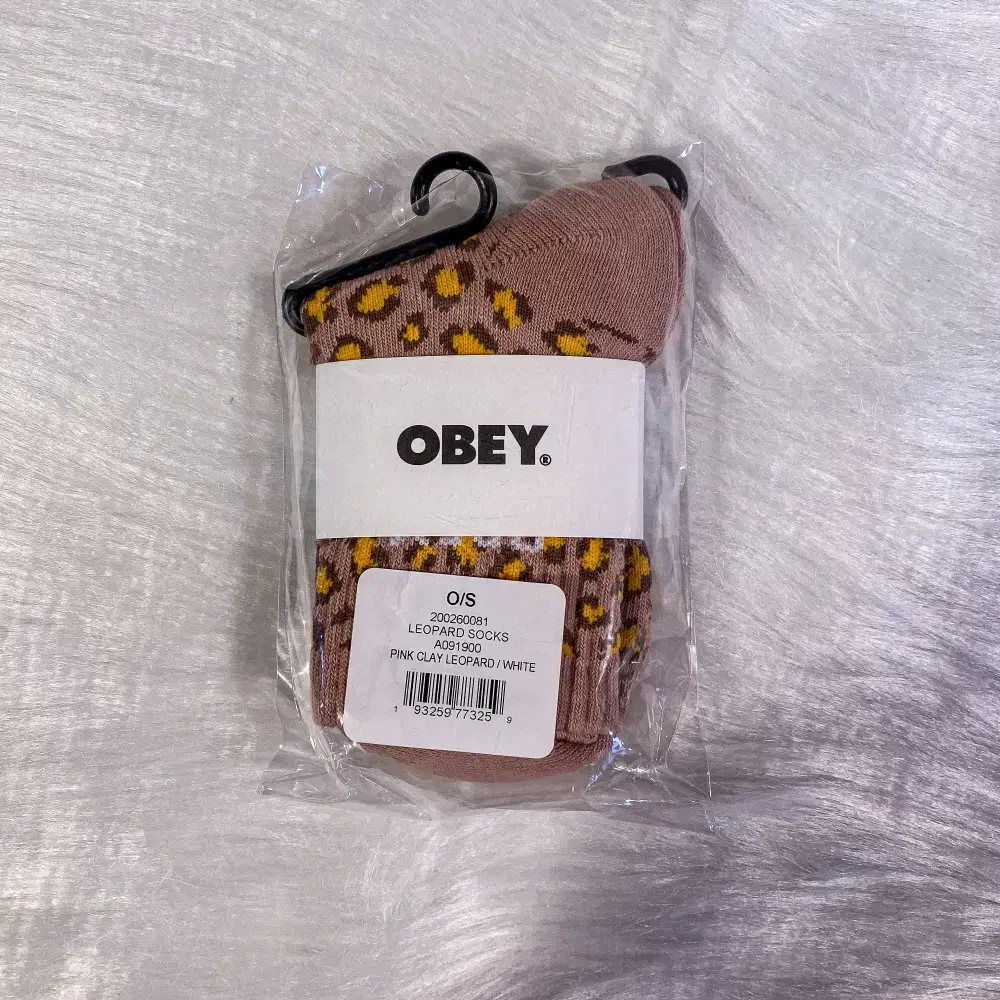 OBEY®
O/S
200260081
LEOPARD SOCKS
A091900
PINK CLAY LEOPARD / WHITE
1 93259 77325 9